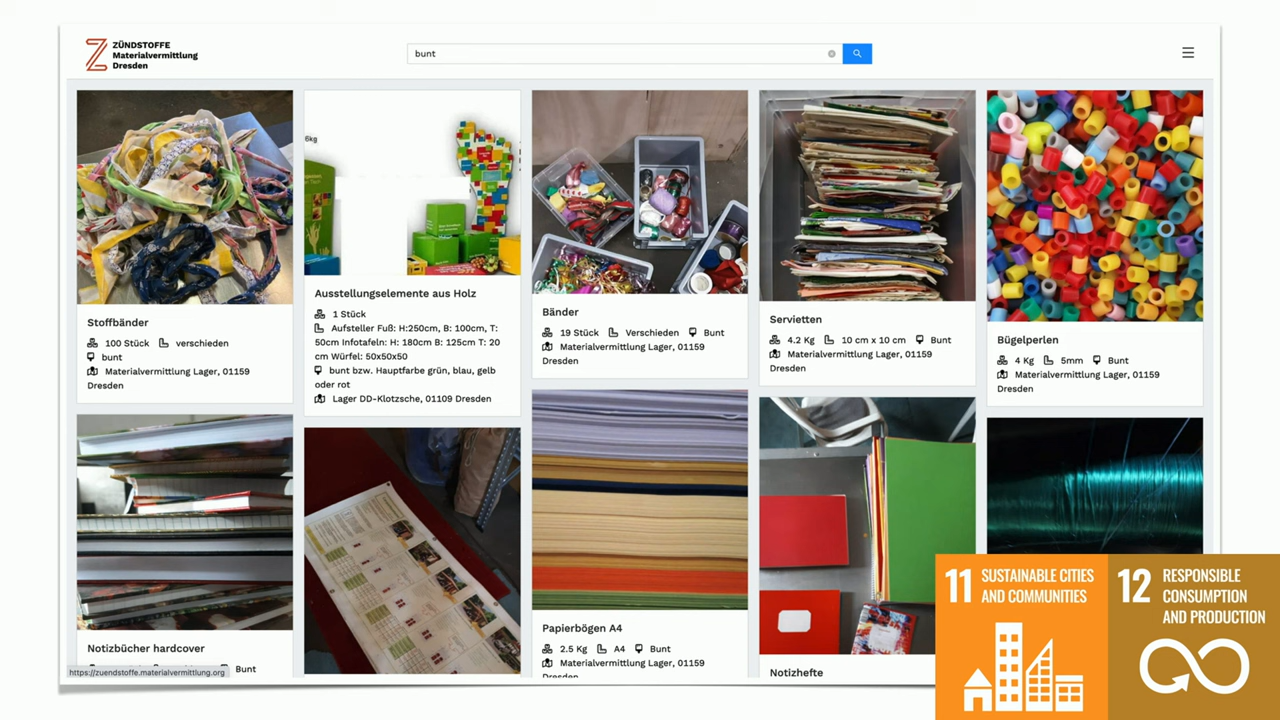 ZÜNDSTOFFE
Materialvermittlung
Dresden
bunt
Stoffbänder
100 Stück verschieden
bunt
Materialvermittlung Lager, 01159
Dresden
6kg
Ausstellungselemente aus Holz
1 Stück
Aufsteller Fuß: H:250cm, B: 100cm, T:
50cm Infotafeln: H: 180cm B: 125cm T: 20
cm Würfel: 50x50x50
bunt bzw. Hauptfarbe grün, blau, gelb
oder rot
Lager DD-Klotzsche, 01109 Dresden
Bänder
19 Stück Verschieden Bunt
Materialvermittlung Lager, 01159
Dresden
Servietten
4.2 Kg 10 cm x 10 cm Bunt
Materialvermittlung Lager, 01159
Dresden
Bügelperlen
4 Kg 5mm Bunt
Materialvermittlung Lager, 01159
Dresden
Notizbücher hardcover
Bunt
https://zuendstoffe.materialvermittlung.org
Papierbögen A4
2.5 Kg A4 Bunt
Materialvermittlung Lager, 01159
Dresden
Notizhefte
11 SUSTAINABLE CITIES
AND COMMUNITIES
12 RESPONSIBLE
CONSUMPTION
AND PRODUCTION